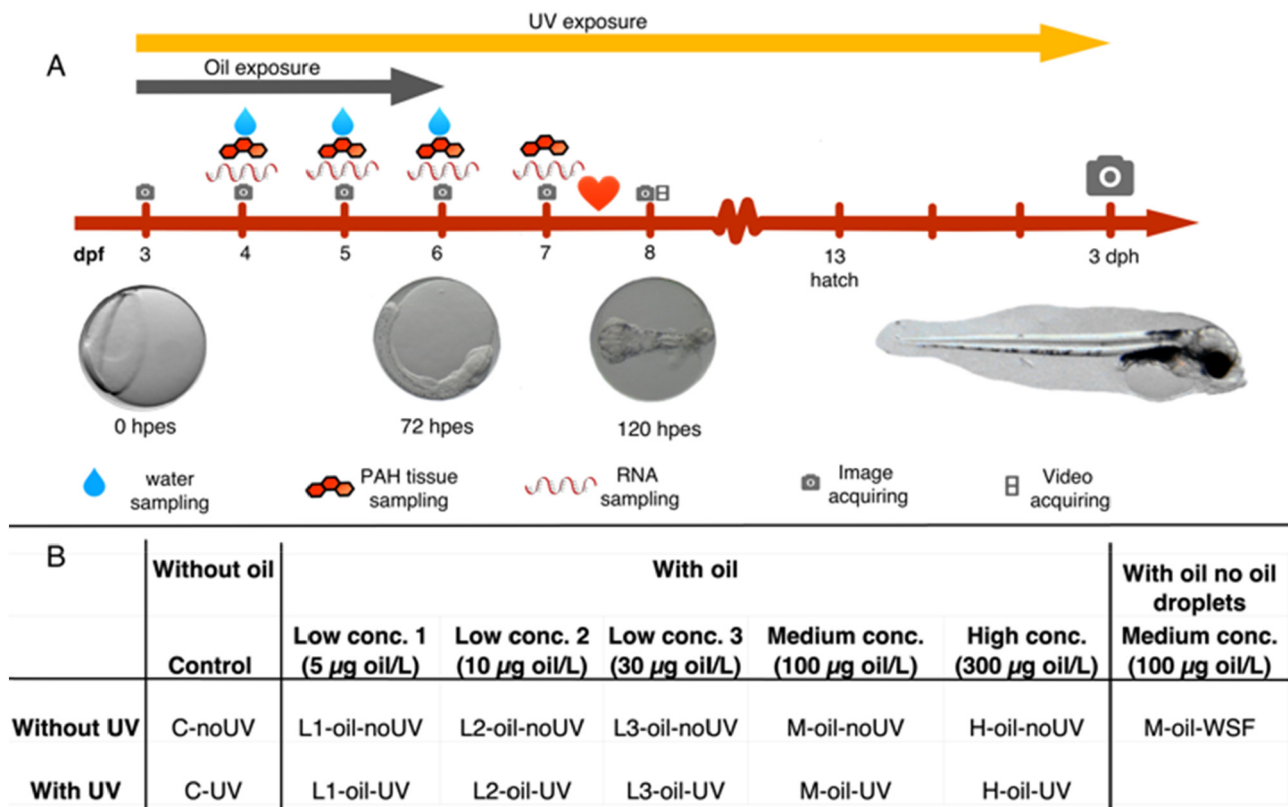 UV exposure
A
Oil exposure
dpf 3 4 5 6 7 8 13 3 dph
hatch
0 hpes 72 hpes 120 hpes
water sampling
PAH tissue sampling
RNA sampling
Image acquiring
Video acquiring
B
Without oil With oil With oil no oil droplets
Control Low conc. 1 (5 µg oil/L) Low conc. 2 (10 µg oil/L) Low conc. 3 (30 µg oil/L) Medium conc. (100 µg oil/L) High conc. (300 µg oil/L) Medium conc. (100 µg oil/L)
Without UV C-noUV L1-oil-noUV L2-oil-noUV L3-oil-noUV M-oil-noUV H-oil-noUV M-oil-WSF
With UV C-UV L1-oil-UV L2-oil-UV L3-oil-UV M-oil-UV H-oil-UV